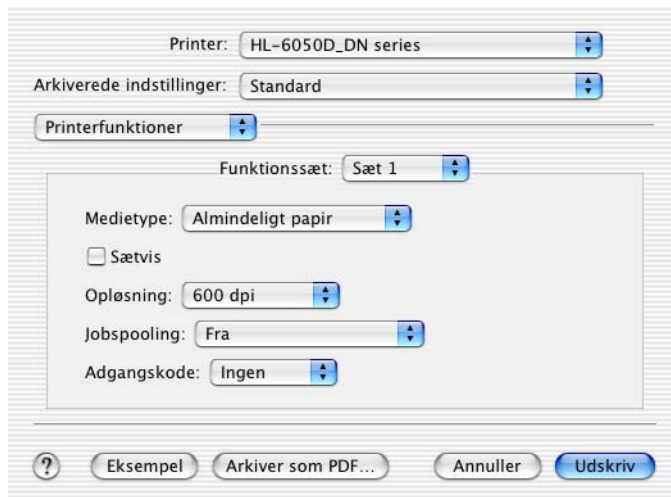 Printer: HL-6050D_DN series
Arkiverede indstillinger: Standard
Printerfunktioner
Funktionssæt: Sæt 1
Medietype: Almindeligt papir
Sætvis
Opløsning: 600 dpi
Jobspooling: Fra
Adgangskode: Ingen
? Eksempel Arkiver som PDF... Annuller Udskriv